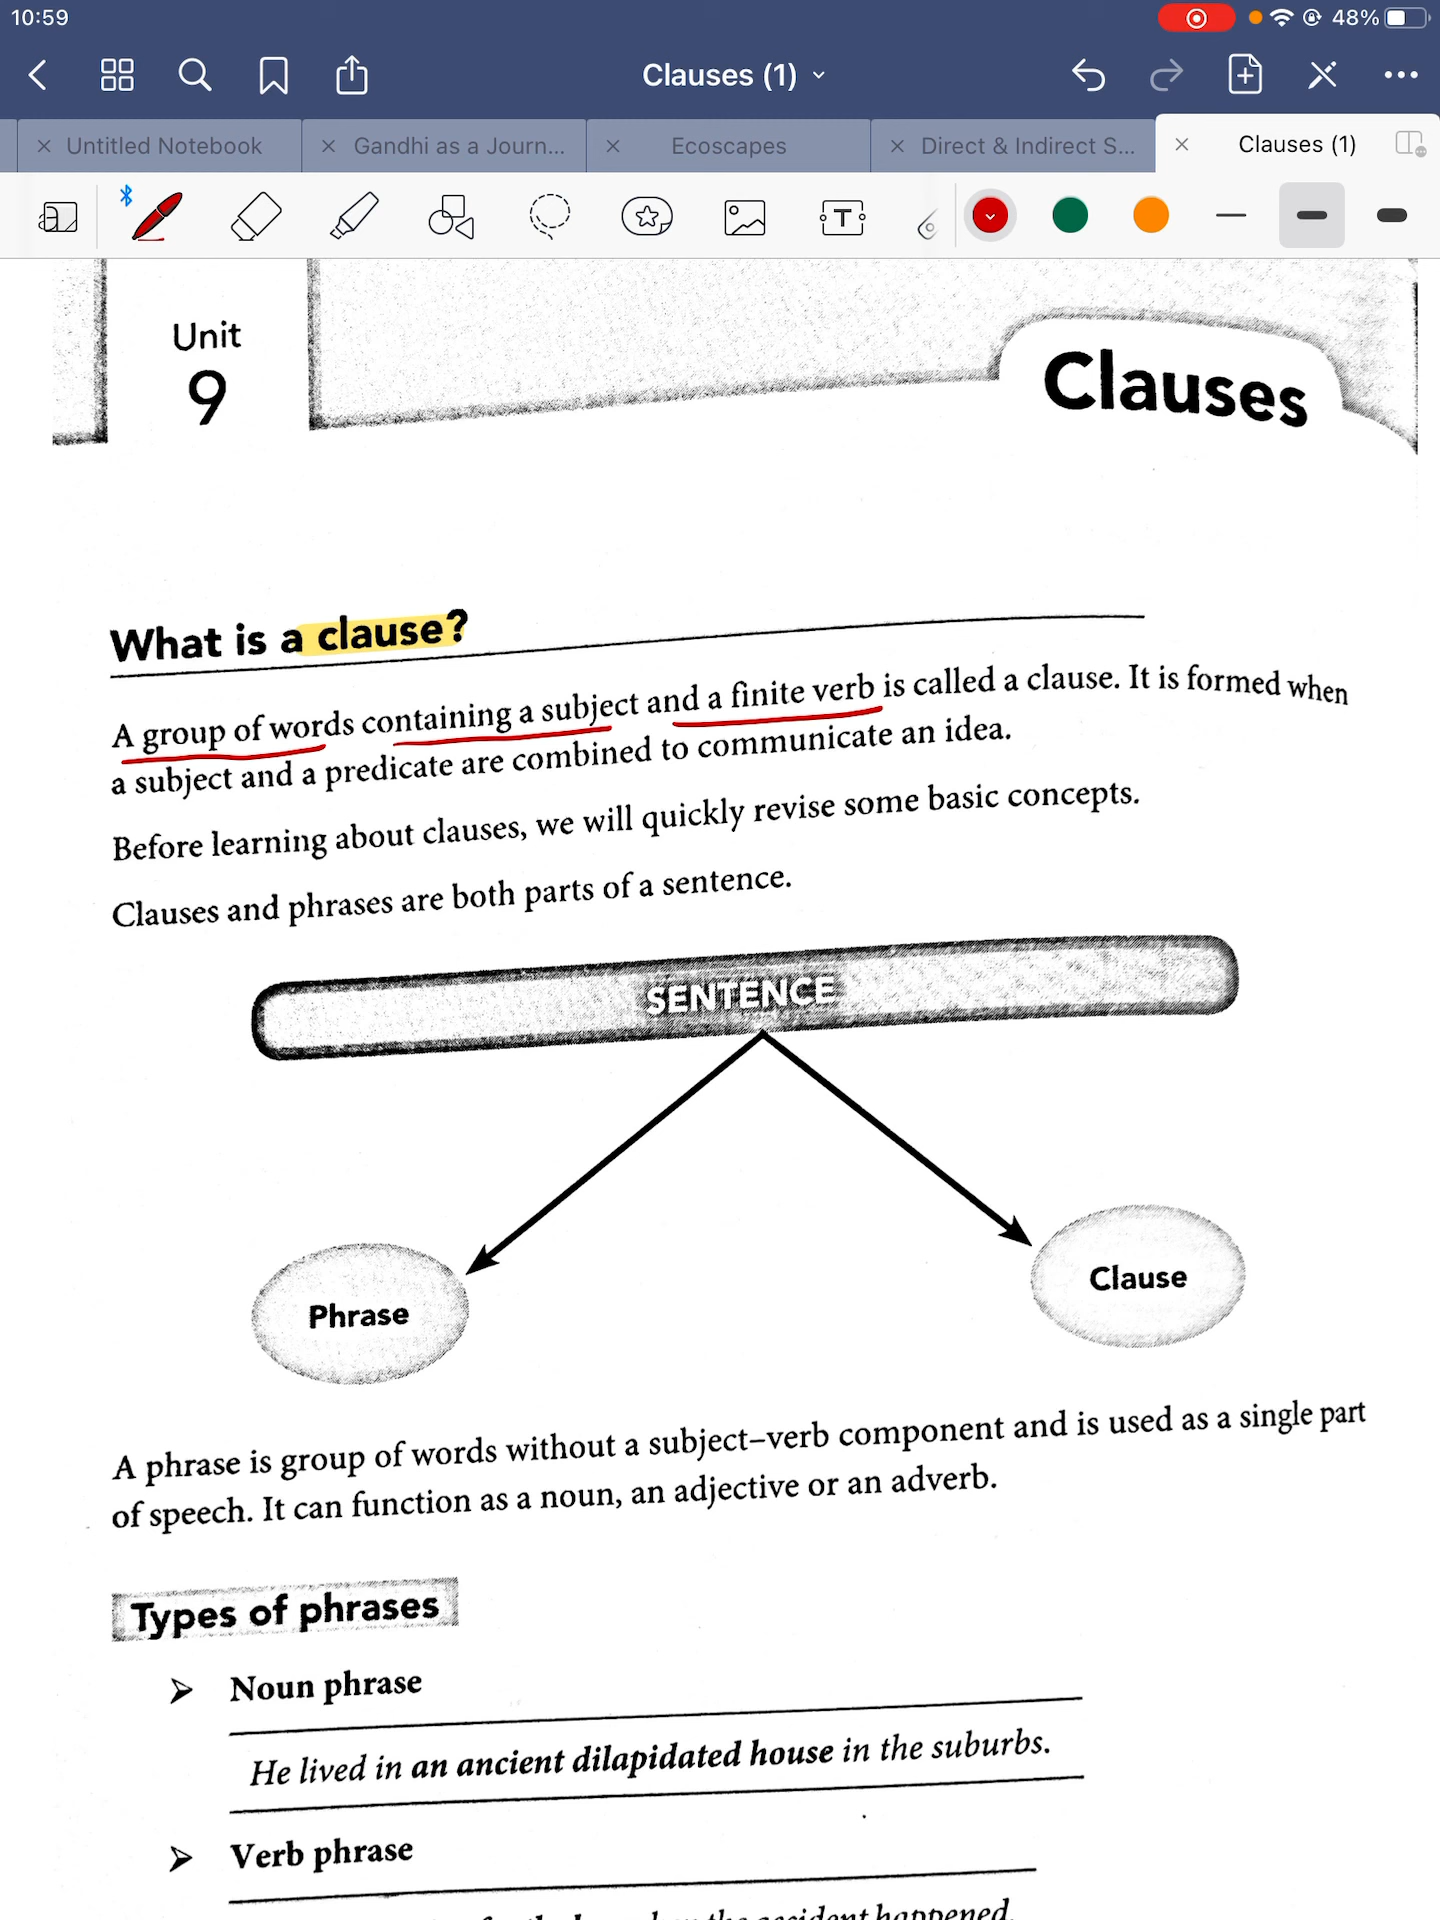 10:59
48%
Clauses (1)
Untitled Notebook
Gandhi as a Journ...
Ecoscapes
Direct & Indirect S...
Clauses (1)
Unit
9
Clauses
What is a clause?
A group of words containing a subject and a finite verb is called a clause. It is formed when
a subject and a predicate are combined to communicate an idea.
Before learning about clauses, we will quickly revise some basic concepts.
Clauses and phrases are both parts of a sentence.
SENTENCE
Phrase
Clause
A phrase is group of words without a subject–verb component and is used as a single part
of speech. It can function as a noun, an adjective or an adverb.
Types of phrases
➢ Noun phrase
He lived in an ancient dilapidated house in the suburbs.
➢ Verb phrase
the accident happened.